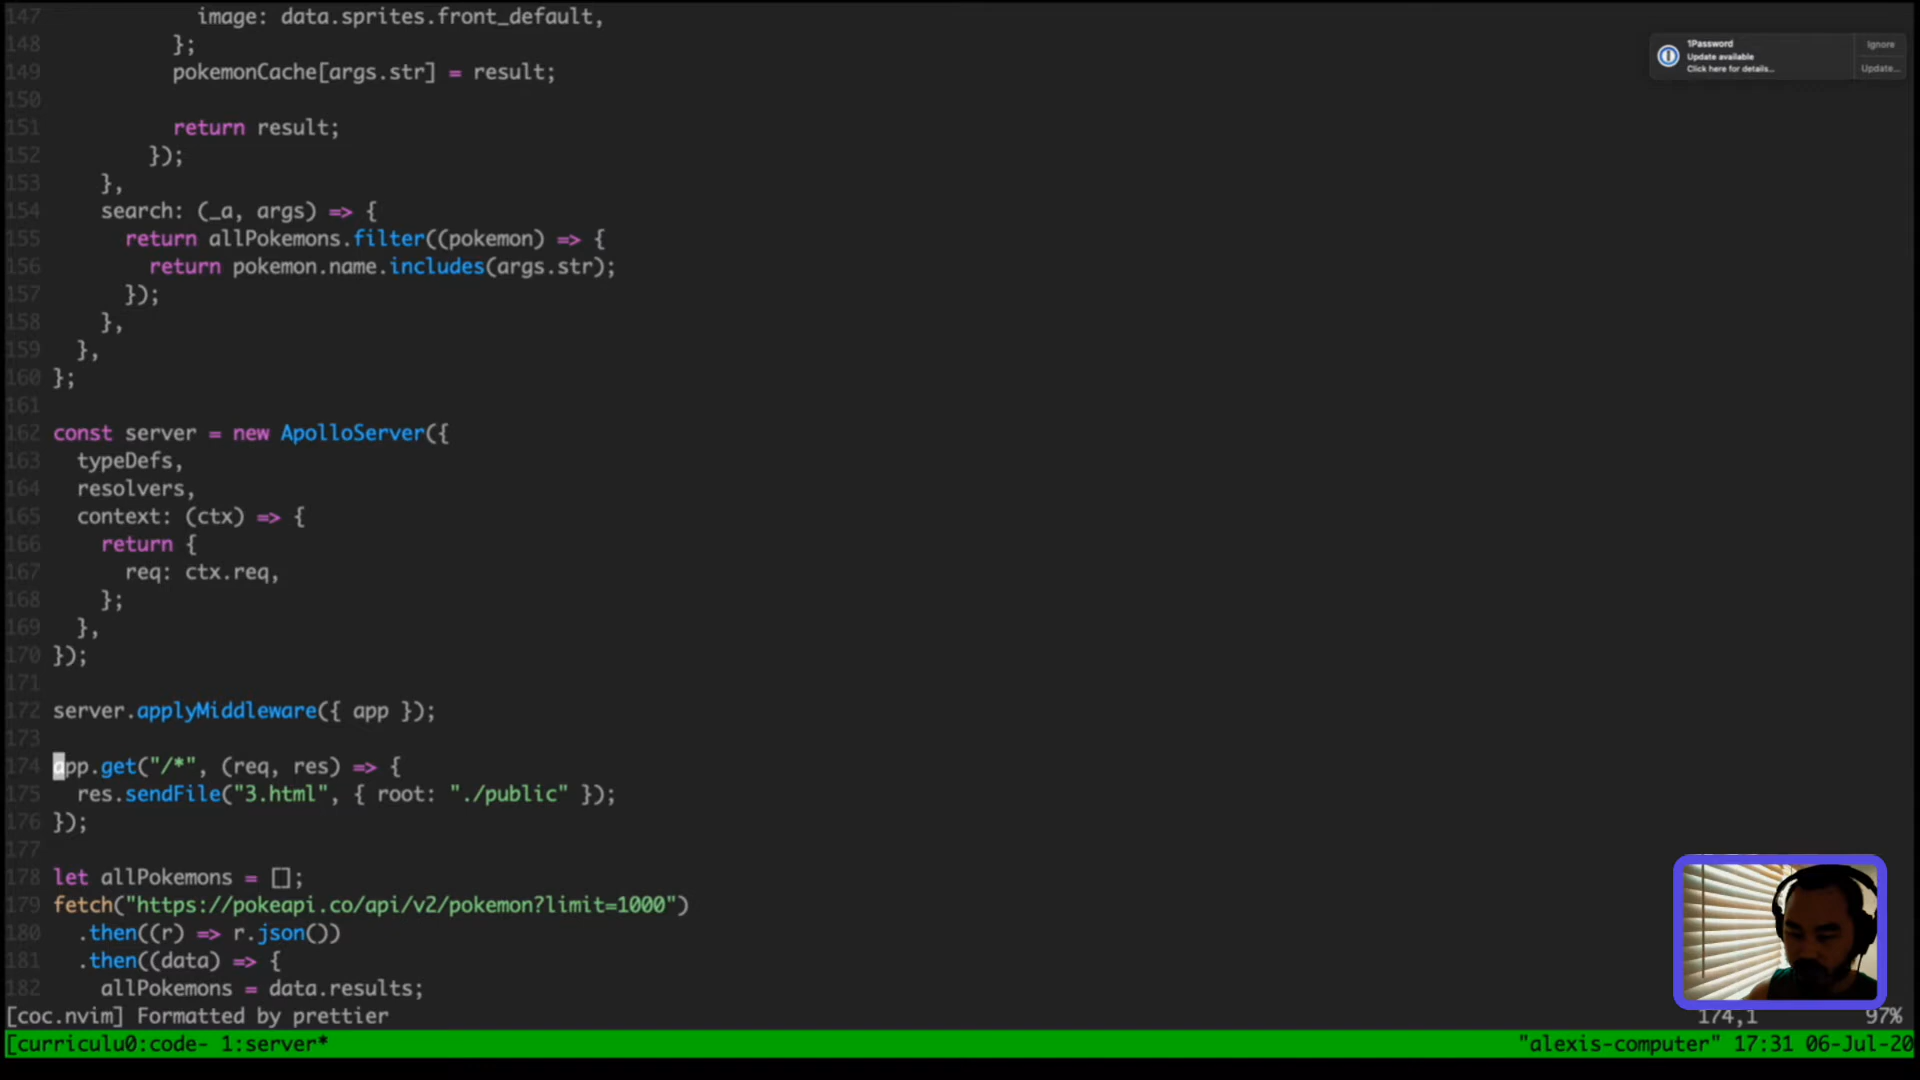 147             image: data.sprites.front_default,
148           };
149           pokemonCache[args.str] = result;
150
151           return result;
152         });
153     },
154     search: (_a, args) => {
155       return allPokemons.filter((pokemon) => {
156         return pokemon.name.includes(args.str);
157       });
158     },
159   },
160 };
161
162 const server = new ApolloServer({
163   typeDefs,
164   resolvers,
165   context: (ctx) => {
166     return {
167       req: ctx.req,
168     };
169   },
170 });
171
172 server.applyMiddleware({ app });
173
174 app.get("/*", (req, res) => {
175   res.sendFile("3.html", { root: "./public" });
176 });
177
178 let allPokemons = [];
179 fetch("https://pokeapi.co/api/v2/pokemon?limit=1000")
180   .then((r) => r.json())
181   .then((data) => {
182     allPokemons = data.results;
[coc.nvim] Formatted by prettier
174,1 97%
[curriculu0:code- 1:server* "alexis-computer" 17:31 06-Jul-20
1Password
Update available
Click here for details...
Ignore
Update...